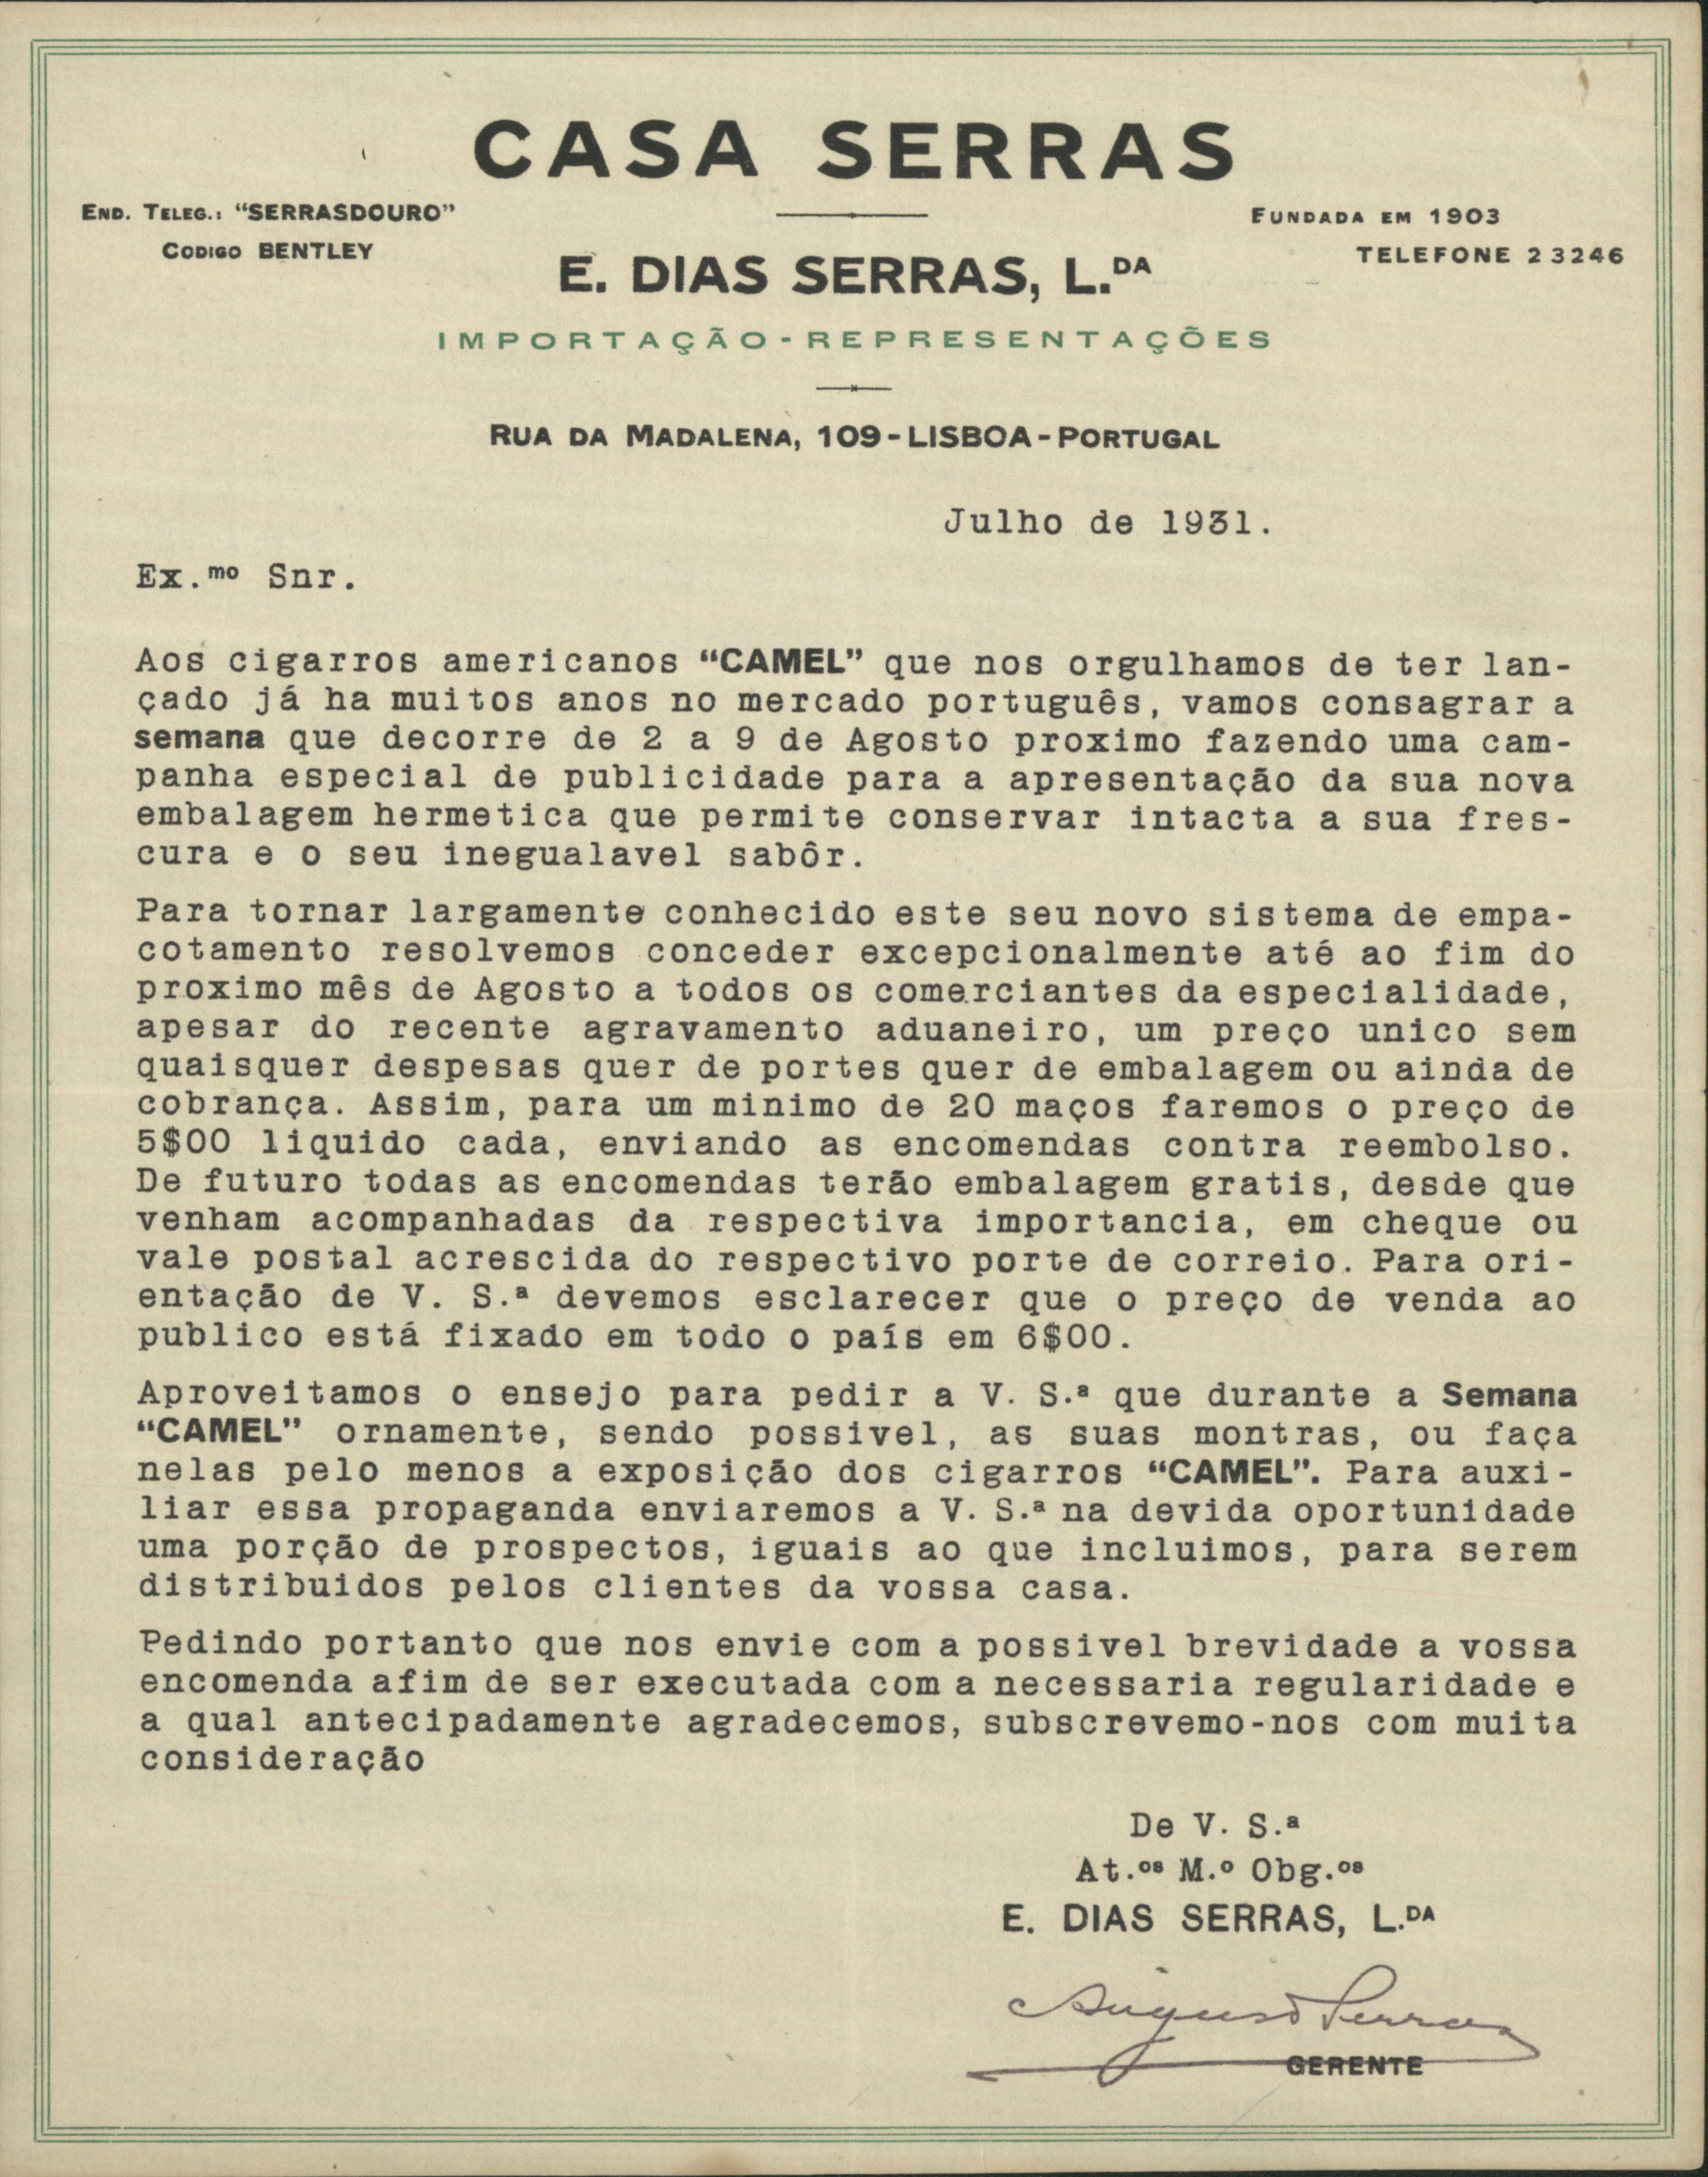 CASA SERRAS
END. TELEG.: “SERRASDOURO”
CODIGO BENTLEY
FUNDADA EM 1903
TELEFONE 23246
E. DIAS SERRAS, L.DA
IMPORTAÇÃO-REPRESENTAÇÕES
RUA DA MADALENA, 109-LISBOA-PORTUGAL
Julho de 1931.
Ex.mo Snr.
Aos cigarros americanos “CAMEL” que nos orgulhamos de ter lan-
çado já ha muitos anos no mercado português, vamos consagrar a
semana que decorre de 2 a 9 de Agosto proximo fazendo uma cam-
panha especial de publicidade para a apresentação da sua nova
embalagem hermetica que permite conservar intacta a sua fres-
cura e o seu inegualavel sabôr.
Para tornar largamente conhecido este seu novo sistema de empa-
cotamento resolvemos conceder excepcionalmente até ao fim do
proximo mês de Agosto a todos os comerciantes da especialidade,
apesar do recente agravamento aduaneiro, um preço unico sem
quaisquer despesas quer de portes quer de embalagem ou ainda de
cobrança. Assim, para um minimo de 20 maços faremos o preço de
5$00 liquido cada, enviando as encomendas contra reembolso.
De futuro todas as encomendas terão embalagem gratis, desde que
venham acompanhadas da respectiva importancia, em cheque ou
vale postal acrescida do respectivo porte de correio. Para ori-
entação de V. S.ª devemos esclarecer que o preço de venda ao
publico está fixado em todo o país em 6$00.
Aproveitamos o ensejo para pedir a V. S.ª que durante a Semana
“CAMEL” ornamente, sendo possivel, as suas montras, ou faça
nelas pelo menos a exposição dos cigarros “CAMEL”. Para auxi-
liar essa propaganda enviaremos a V. S.ª na devida oportunidade
uma porção de prospectos, iguais ao que incluimos, para serem
distribuidos pelos clientes da vossa casa.
Pedindo portanto que nos envie com a possivel brevidade a vossa
encomenda afim de ser executada com a necessaria regularidade e
a qual antecipadamente agradecemos, subscrevemo-nos com muita
consideração
De V. S.ª
At.os M.º Obg.os
E. DIAS SERRAS, L.DA
Augusto Serras
GERENTE